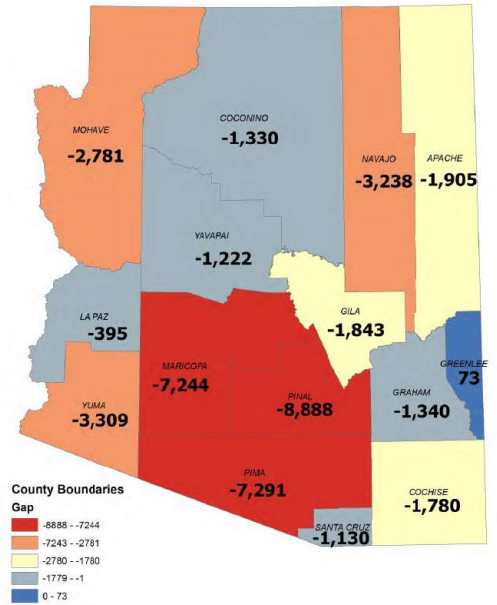 COCONINO
-1,330
MOHAVE
-2,781
NAVAJO
-3,238
APACHE
-1,905
YAVAPAI
-1,222
LA PAZ
-395
GILA
-1,843
MARICOPA
-7,244
GREENLEE
73
YUMA
-3,309
PINAL
-8,888
GRAHAM
-1,340
PIMA
-7,291
COCHISE
-1,780
SANTA CRUZ
-1,130
County Boundaries
Gap
-8888 - -7244
-7243 - -2781
-2780 - -1780
-1779 - -1
0 - 73